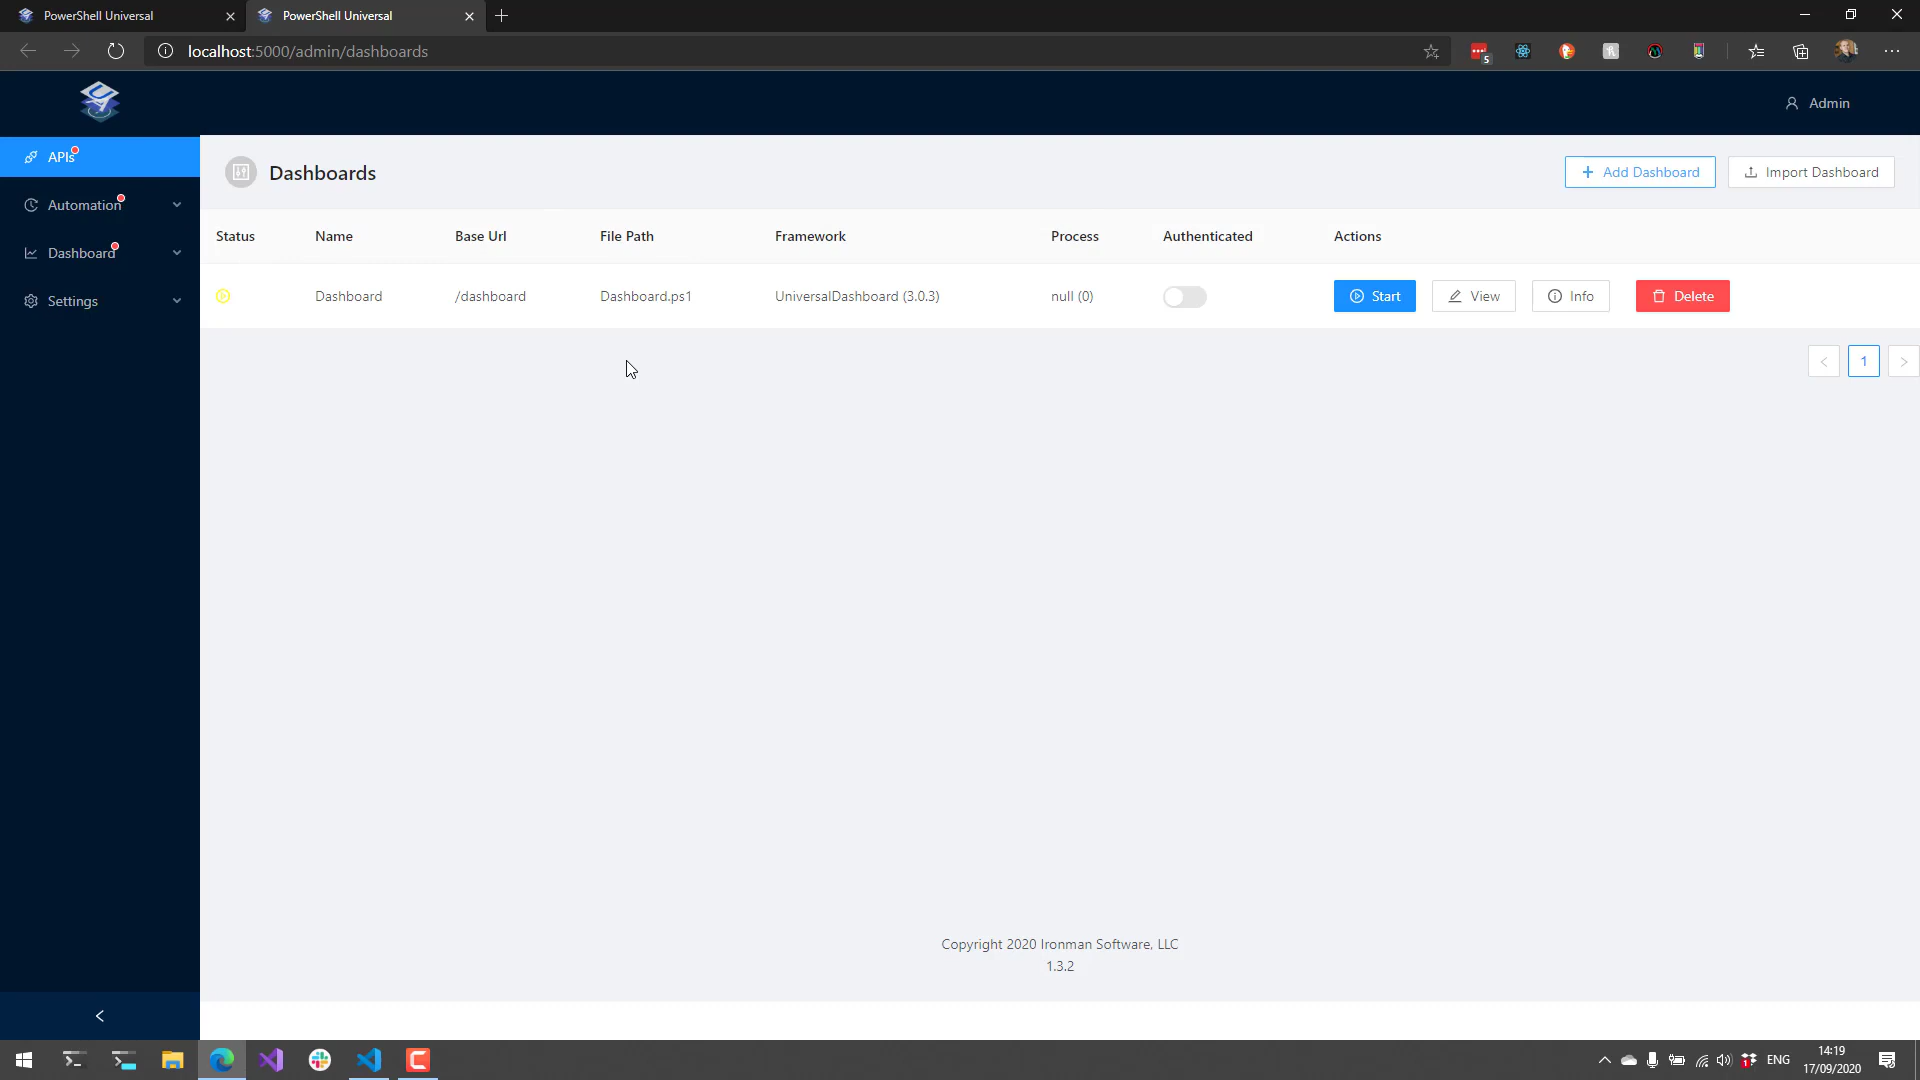 PowerShell Universal
PowerShell Universal
localhost:5000/admin/dashboards
5
Admin
APIs
Automation
Dashboard
Settings
Dashboards
Add Dashboard
Import Dashboard
Status Name Base Url File Path Framework Process Authenticated Actions
Dashboard /dashboard Dashboard.ps1 UniversalDashboard (3.0.3) null (0) Start View Info Delete
1
Copyright 2020 Ironman Software, LLC
1.3.2
ENG
14:19
17/09/2020